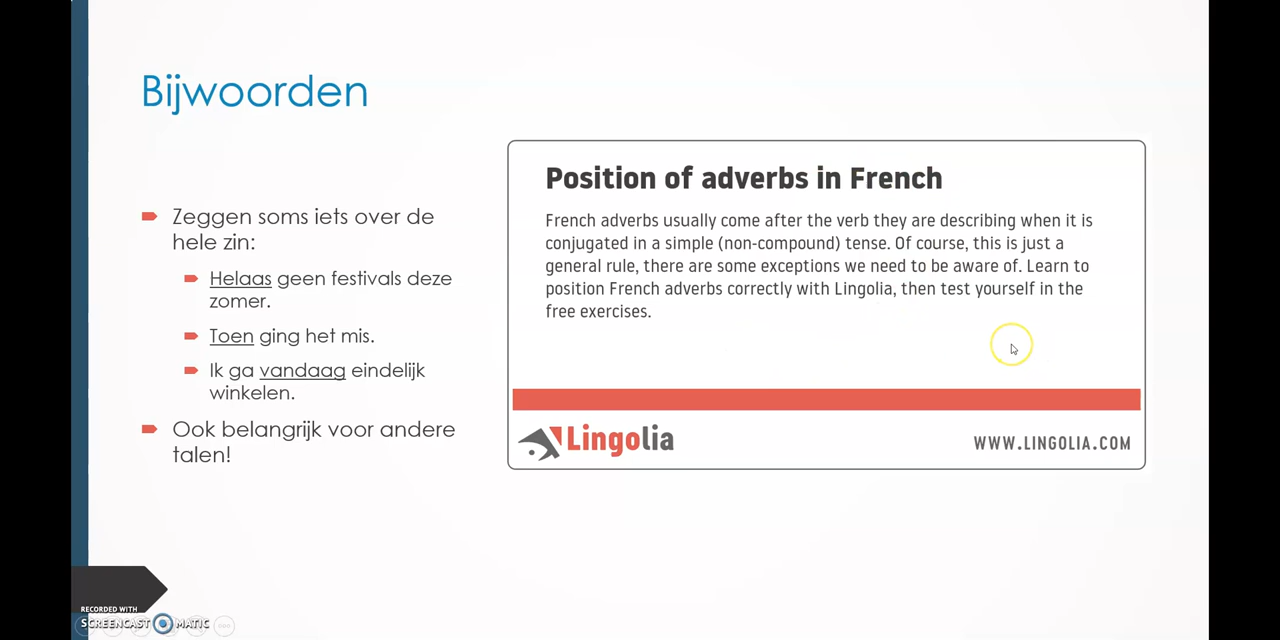 Bijwoorden
Zeggen soms iets over de
hele zin:
Helaas geen festivals deze
zomer.
Toen ging het mis.
Ik ga vandaag eindelijk
winkelen.
Ook belangrijk voor andere
talen!
Position of adverbs in French
French adverbs usually come after the verb they are describing when it is
conjugated in a simple (non-compound) tense. Of course, this is just a
general rule, there are some exceptions we need to be aware of. Learn to
position French adverbs correctly with Lingolia, then test yourself in the
free exercises.
Lingolia
WWW.LINGOLIA.COM
RECORDED WITH
SCREENCAST MATIC